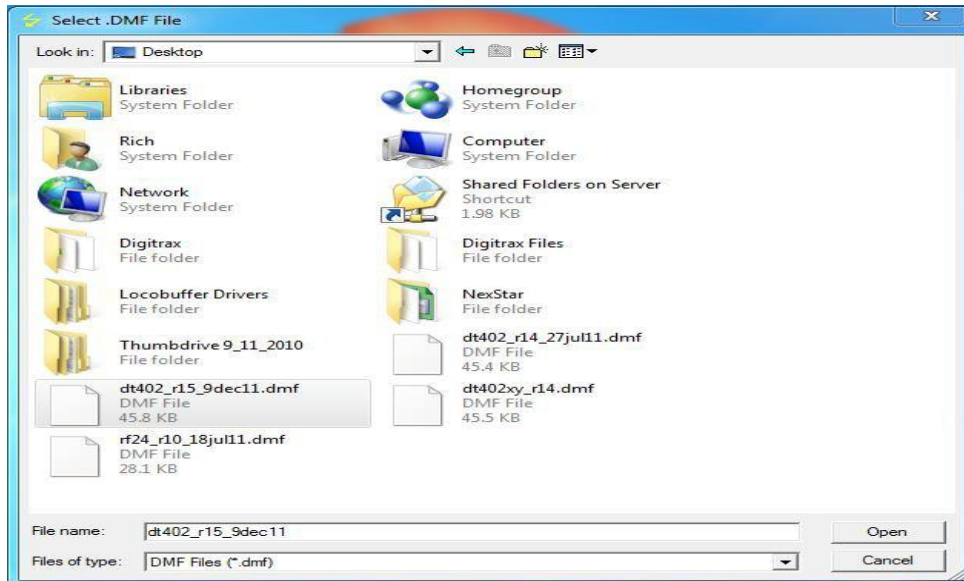 Select .DMF File
Look in: Desktop
Libraries
System Folder
Homegroup
System Folder
Rich
System Folder
Computer
System Folder
Network
System Folder
Shared Folders on Server
Shortcut
1.98 KB
Digitrax
File folder
Digitrax Files
File folder
Locobuffer Drivers
File folder
NexStar
File folder
Thumbdrive 9_11_2010
File folder
dt402_r14_27jul11.dmf
DMF File
45.4 KB
dt402_r15_9dec11.dmf
DMF File
45.8 KB
dt402xy_r14.dmf
DMF File
45.5 KB
rf24_r10_18jul11.dmf
DMF File
28.1 KB
File name: dt402_r15_9dec11 Open
Files of type: DMF Files (*.dmf) Cancel